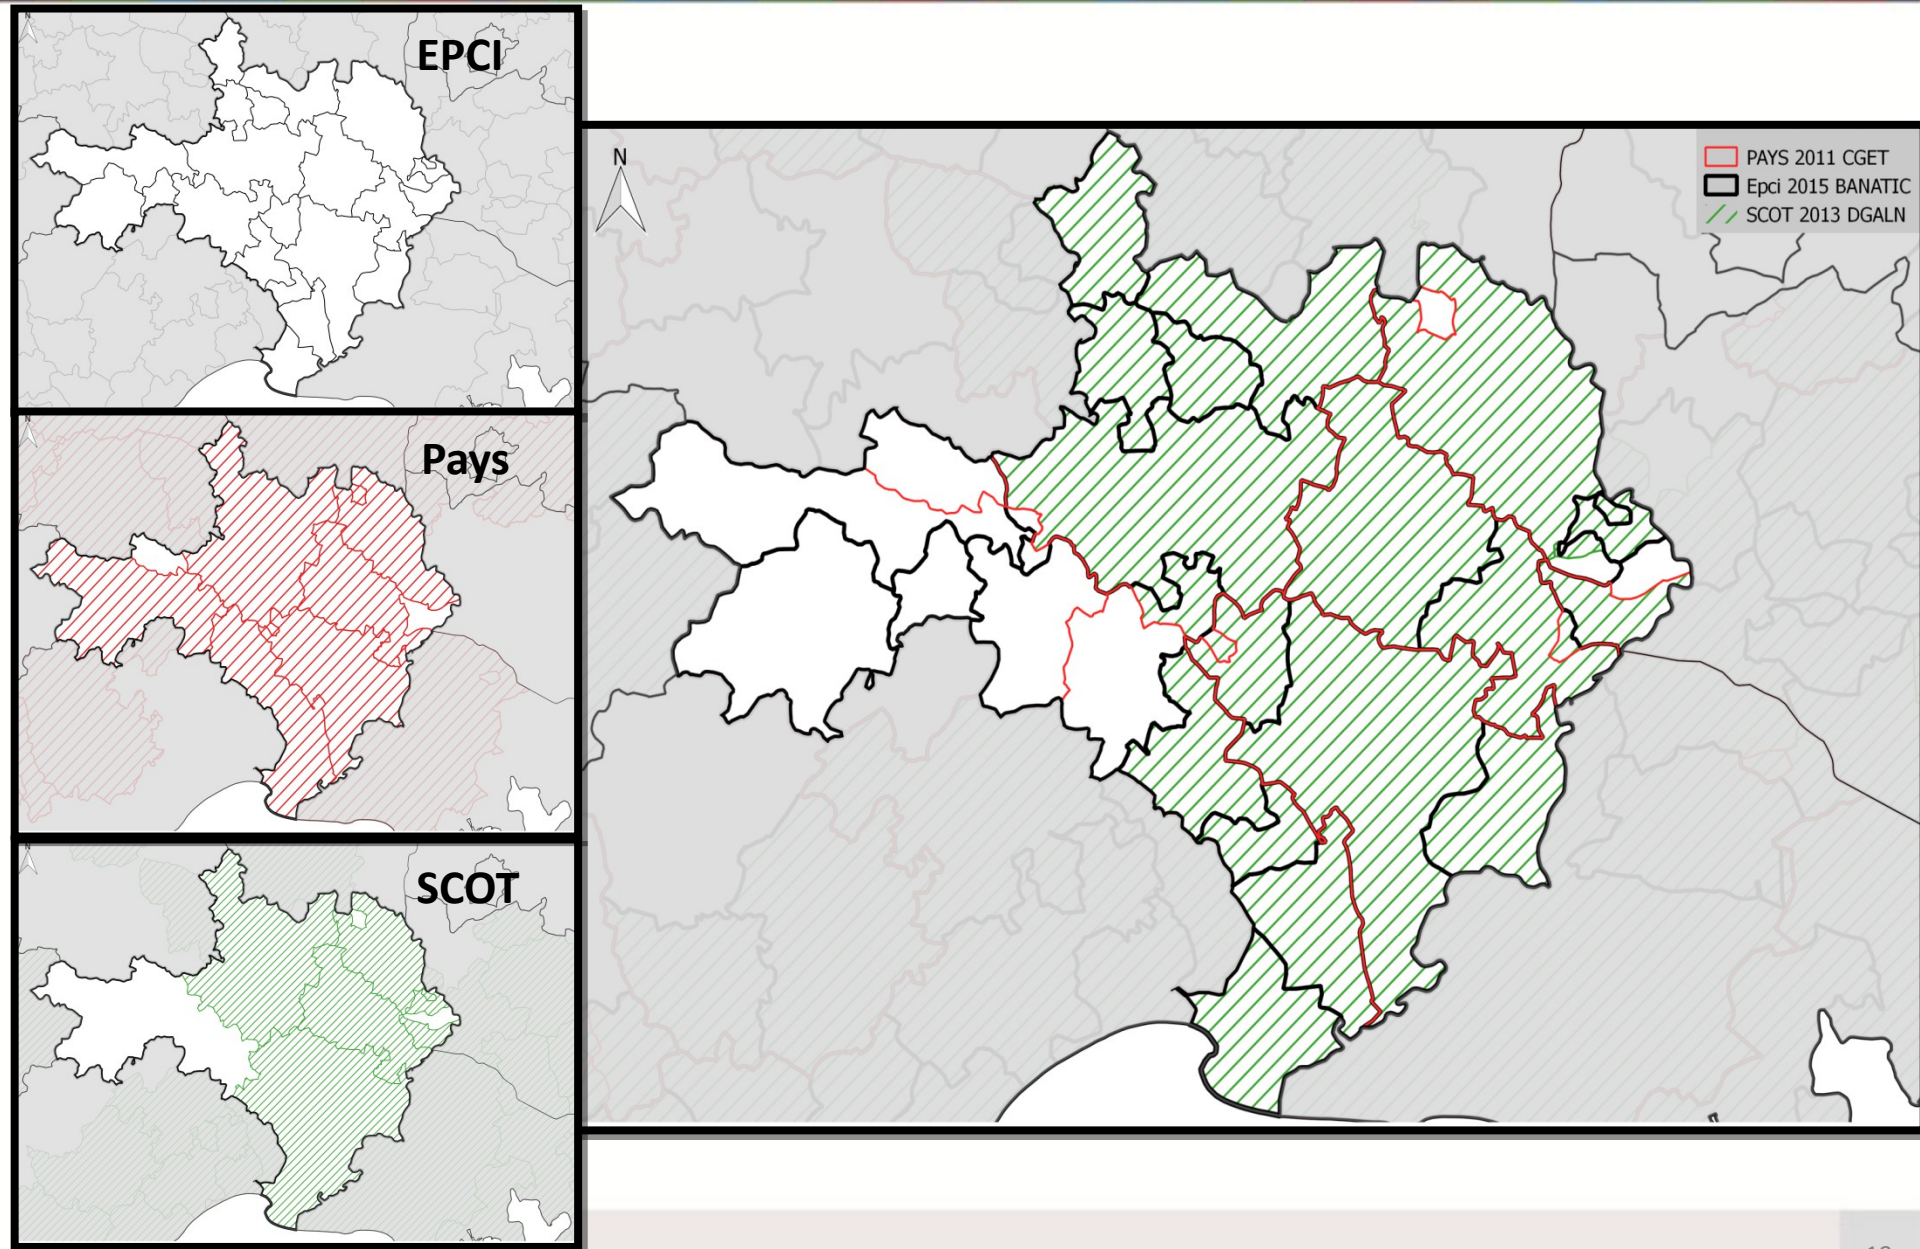 EPCI
Pays
SCOT
N
PAYS 2011 CGET
Epci 2015 BANATIC
SCOT 2013 DGALN